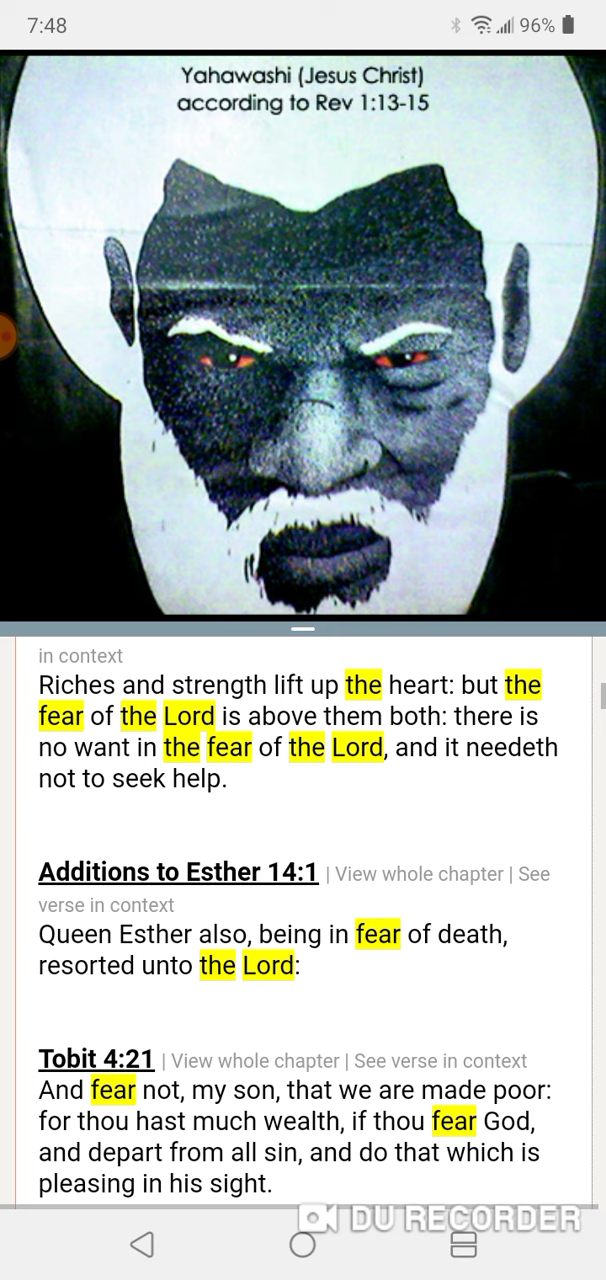 7:48 96%
Yahawashi (Jesus Christ)
according to Rev 1:13-15
in context
Riches and strength lift up the heart: but the
fear of the Lord is above them both: there is
no want in the fear of the Lord, and it needeth
not to seek help.
Additions to Esther 14:1 | View whole chapter | See
verse in context
Queen Esther also, being in fear of death,
resorted unto the Lord:
Tobit 4:21 | View whole chapter | See verse in context
And fear not, my son, that we are made poor:
for thou hast much wealth, if thou fear God,
and depart from all sin, and do that which is
pleasing in his sight.
DU RECORDER